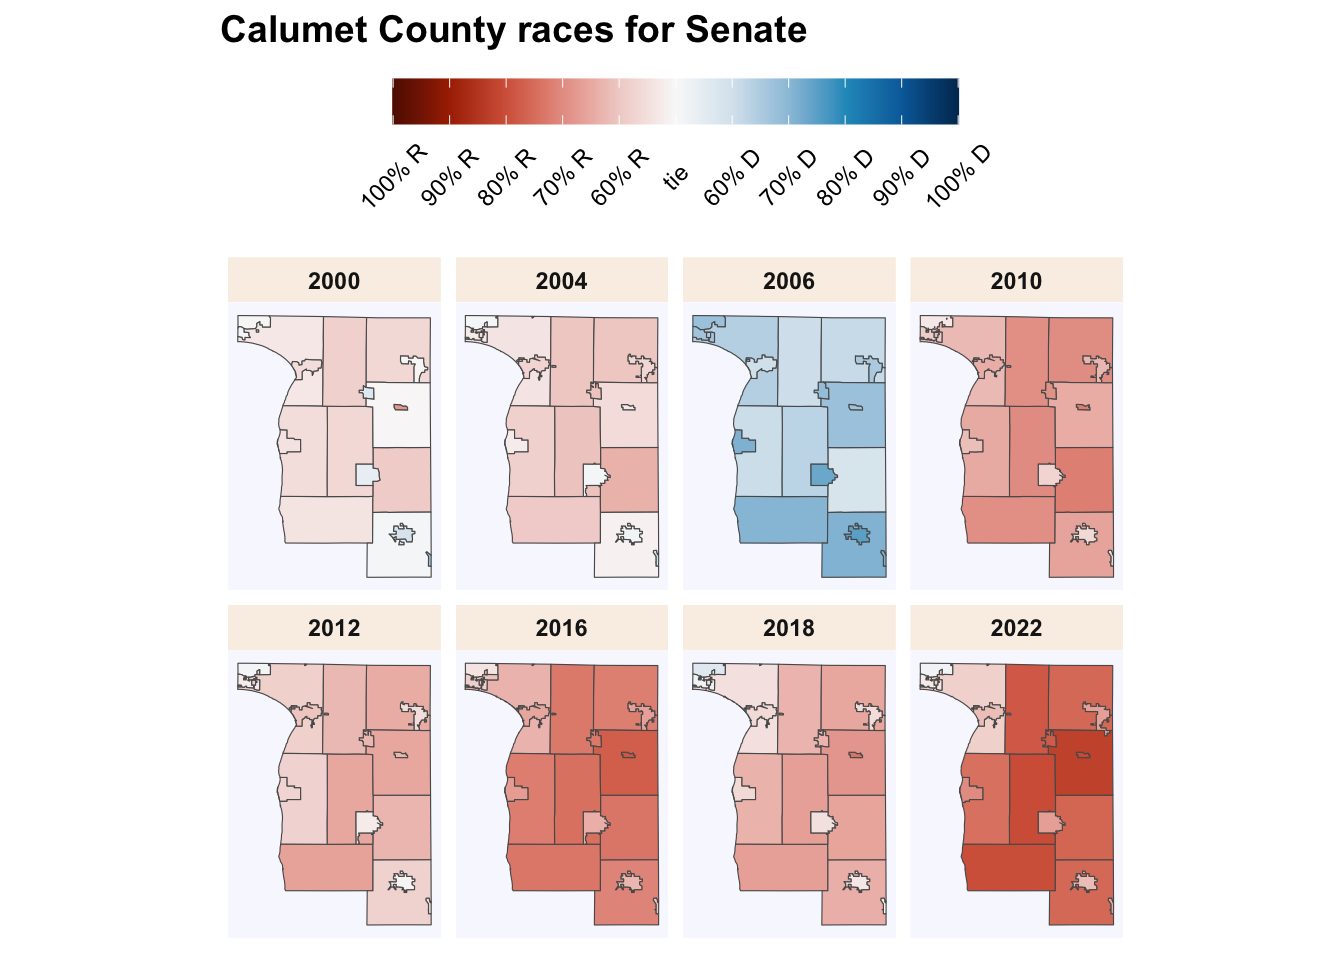 Calumet County races for Senate
100% R 90% R 80% R 70% R 60% R tie 60% D 70% D 80% D 90% D 100% D
2000 2004 2006 2010
2012 2016 2018 2022